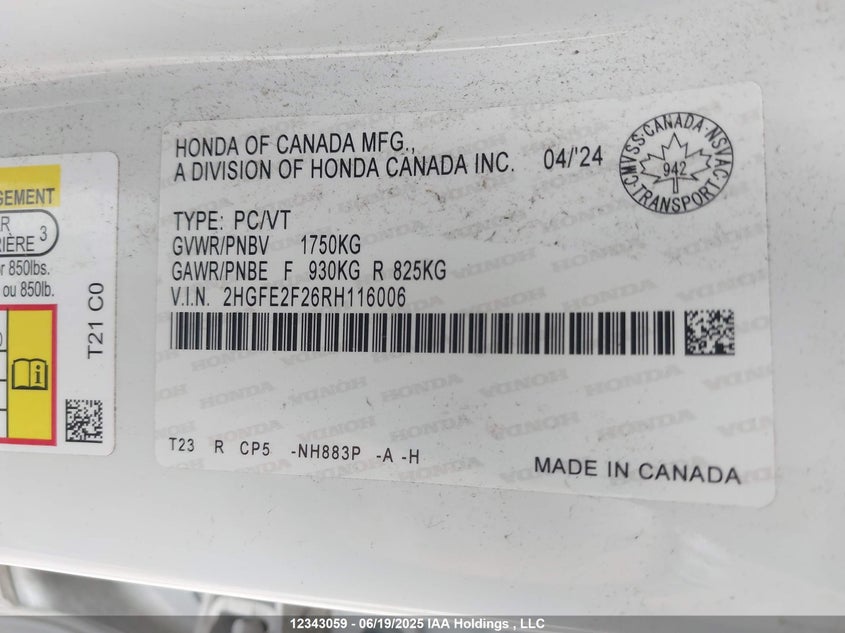 HONDA OF CANADA MFG.,
A DIVISION OF HONDA CANADA INC. 04/'24
CMVSS·CANADA·NSVAC·TRANSPORT
942
TYPE: PC/VT
GVWR/PNBV 1750KG
GAWR/PNBE F 930KG R 825KG
V.I.N. 2HGFE2F26RH116006
T23 R CP5 -NH883P -A -H
MADE IN CANADA
GEMENT
R
IÈRE 3
r 850lbs.
ou 850lb.
T21 C0
HONDA
12343059 - 06/19/2025 IAA Holdings , LLC